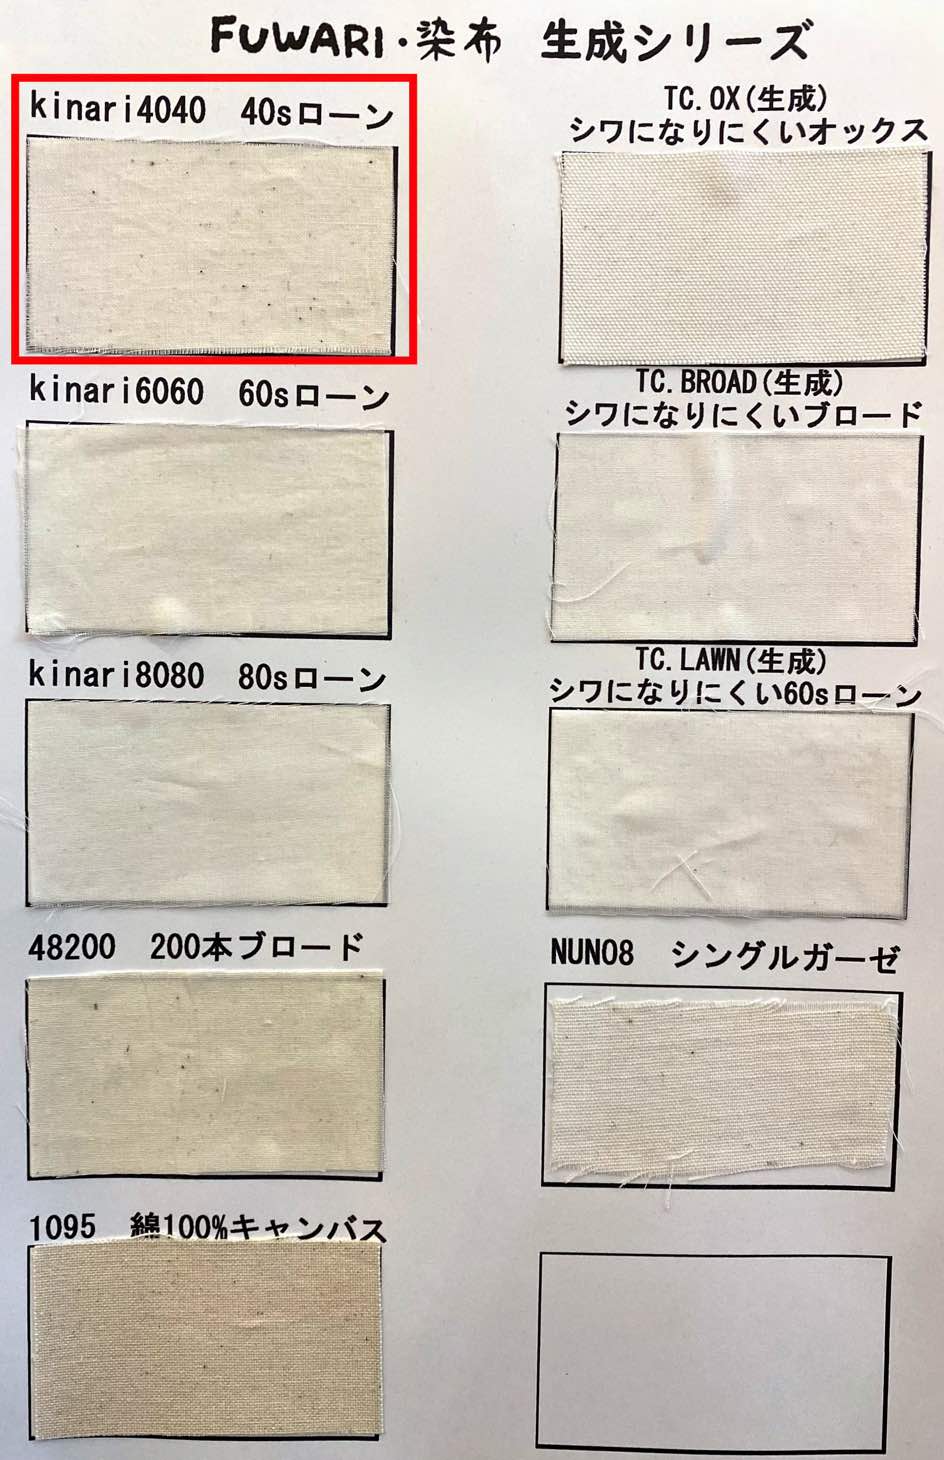 FUWARI・染布 生成シリーズ
kinari4040 40sローン
kinari6060 60sローン
kinari8080 80sローン
48200 200本ブロード
1095 綿100%キャンバス
TC.OX(生成)
シワになりにくいオックス
TC.BROAD(生成)
シワになりにくいブロード
TC.LAWN(生成)
シワになりにくい60sローン
NUNO8 シングルガーゼ